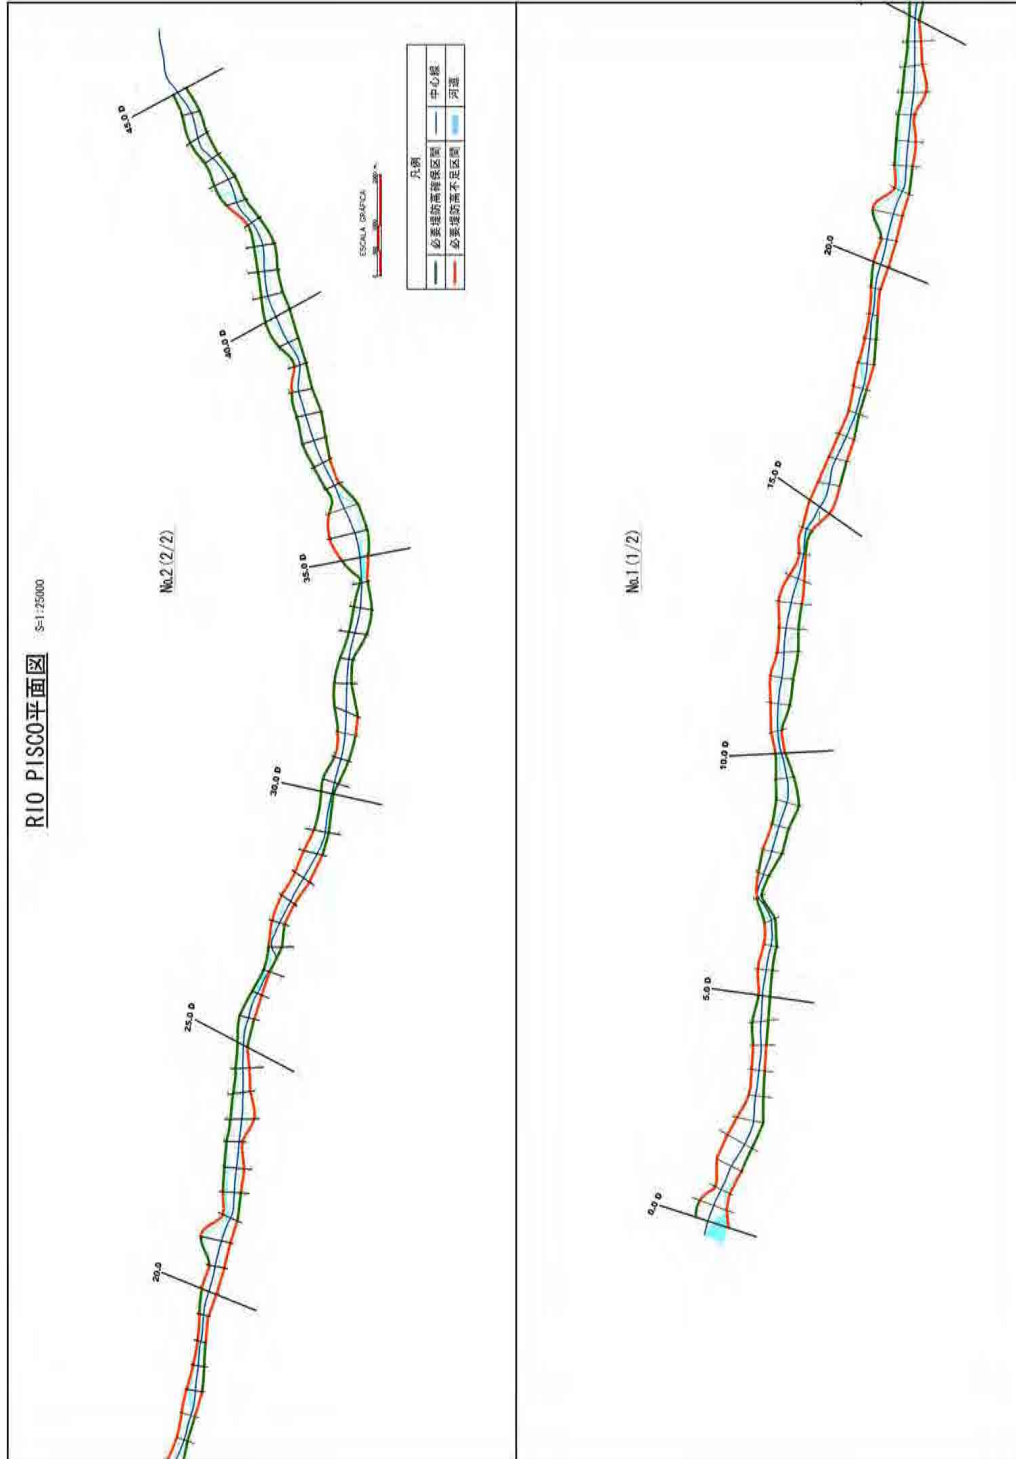 RIO PISCO平面図
S=1:25000
No.2 (2/2)
45.0 D
40.0 D
35.0 D
30.0 D
25.0 D
20.0
ESCALA GRÁFICA
凡例
必要堤防高確保区間
中心線
必要堤防高不足区間
河道
No.1 (1/2)
20.0
15.0 D
10.0 D
5.0 D
0.0 D